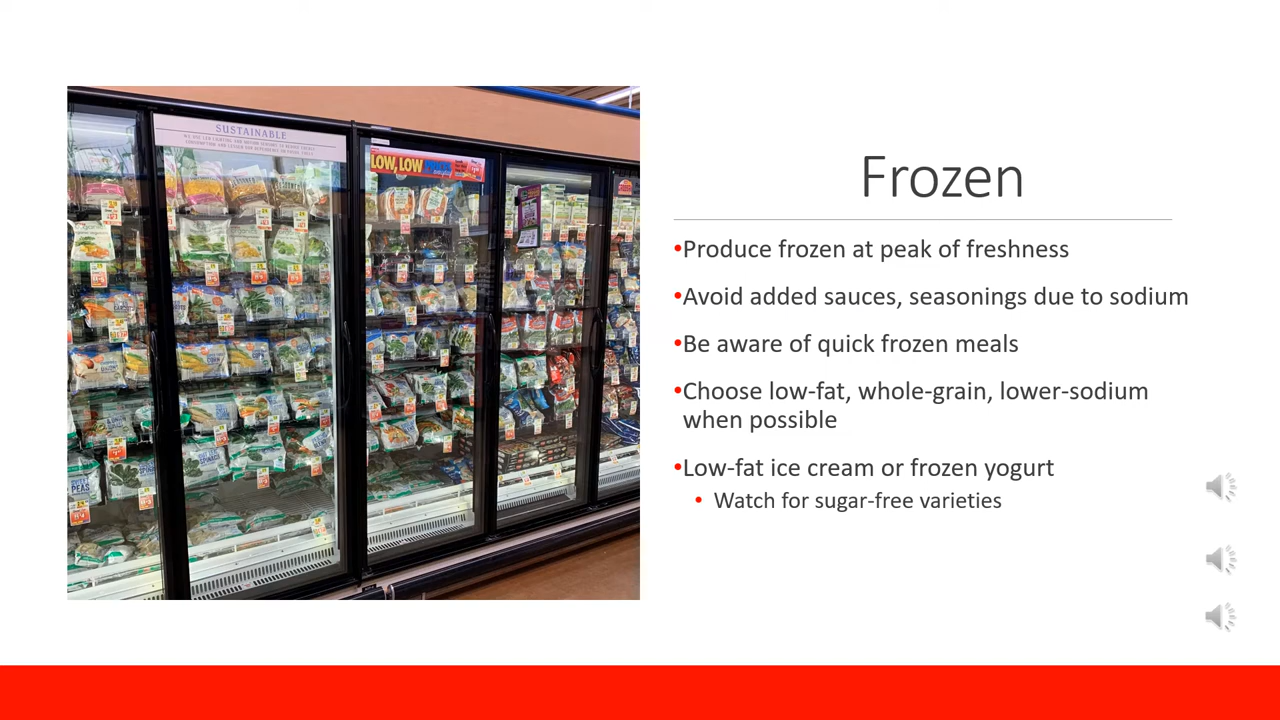 SUSTAINABLE
LOW, LOW
Frozen
•Produce frozen at peak of freshness
•Avoid added sauces, seasonings due to sodium
•Be aware of quick frozen meals
•Choose low-fat, whole-grain, lower-sodium
when possible
•Low-fat ice cream or frozen yogurt
• Watch for sugar-free varieties